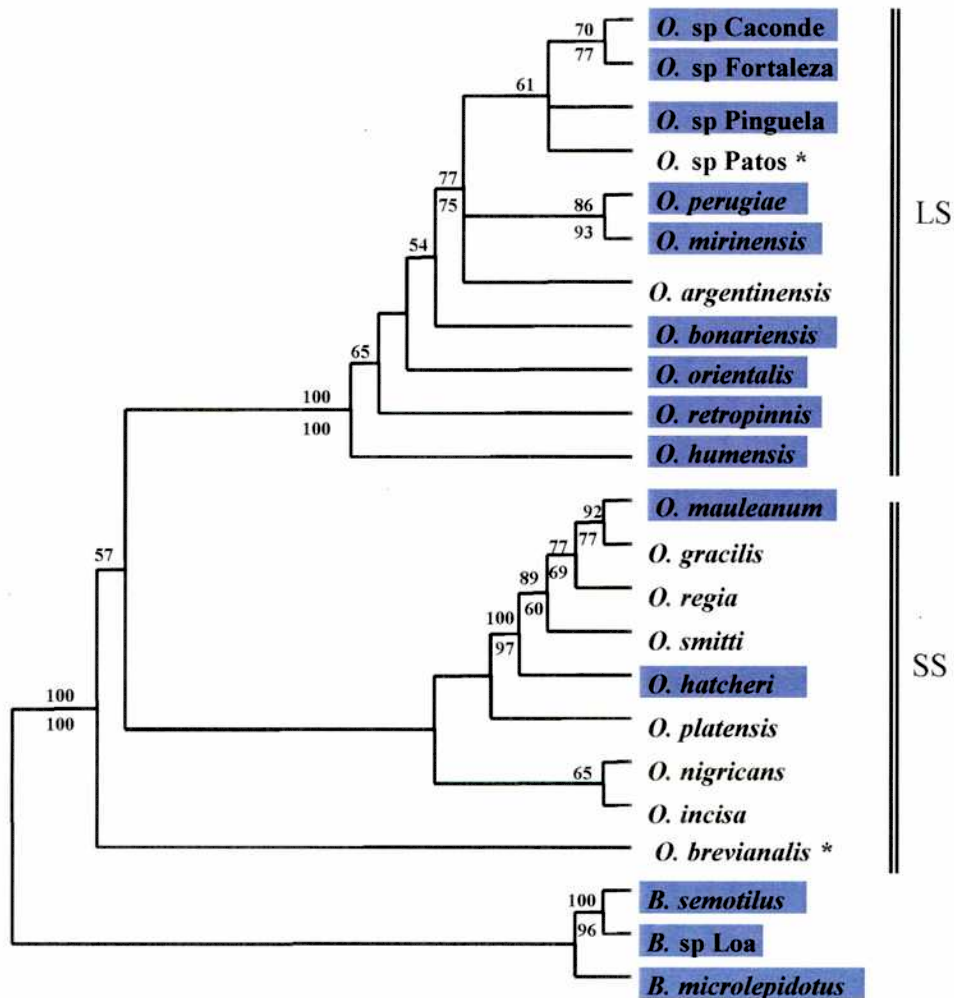 70
O. sp Caconde
77
O. sp Fortaleza
61
O. sp Pinguela
O. sp Patos *
77
75
86
O. perugiae
93
O. mirinensis
LS
54
O. argentinensis
O. bonariensis
65
O. orientalis
100
100
O. retropinnis
O. humensis
92
O. mauleanum
77
77
O. gracilis
69
O. regia
89
60
O. smitti
100
97
O. hatcheri
SS
57
O. platensis
65
O. nigricans
O. incisa
100
100
O. brevianalis *
100
B. semotilus
96
B. sp Loa
B. microlepidotus